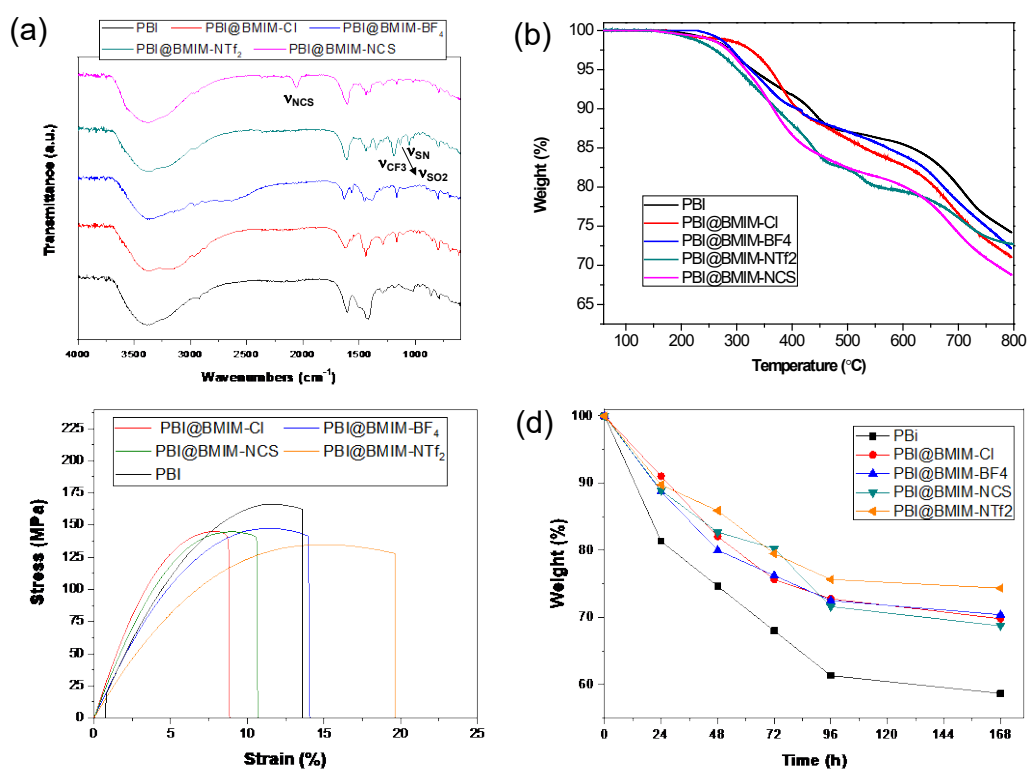 (a)
PBI PBI@BMIM-Cl PBI@BMIM-BF4
PBI@BMIM-NTf2 PBI@BMIM-NCS
Transmittance (a.u.)
νNCS
νSN
νCF3
νSO2
4000 3500 3000 2500 2000 1500 1000
Wavenumbers (cm-1)
(b)
100
95
90
85
80
75
70
65
Weight (%)
PBI
PBI@BMIM-Cl
PBI@BMIM-BF4
PBI@BMIM-NTf2
PBI@BMIM-NCS
100 200 300 400 500 600 700 800
Temperature (°C)
225
200
175
150
125
100
75
50
25
0
Stress (MPa)
PBI@BMIM-Cl PBI@BMIM-BF4
PBI@BMIM-NCS PBI@BMIM-NTf2
PBI
0 5 10 15 20 25
Strain (%)
(d)
100
90
80
70
60
Weight (%)
PBi
PBI@BMIM-Cl
PBI@BMIM-BF4
PBI@BMIM-NCS
PBI@BMIM-NTf2
0 24 48 72 96 120 144 168
Time (h)